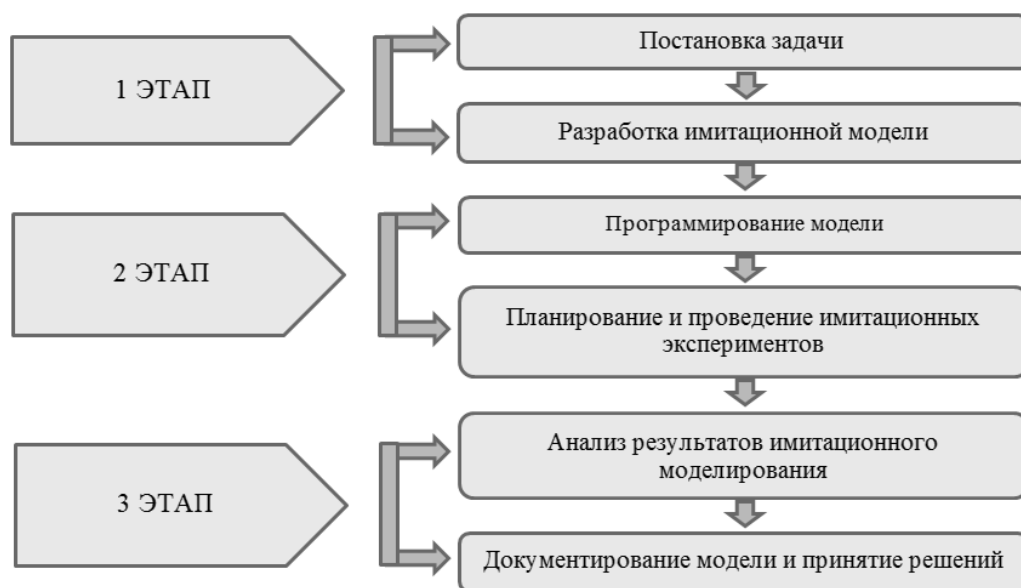 1 ЭТАП
Постановка задачи
Разработка имитационной модели
2 ЭТАП
Программирование модели
Планирование и проведение имитационных
экспериментов
3 ЭТАП
Анализ результатов имитационного
моделирования
Документирование модели и принятие решений